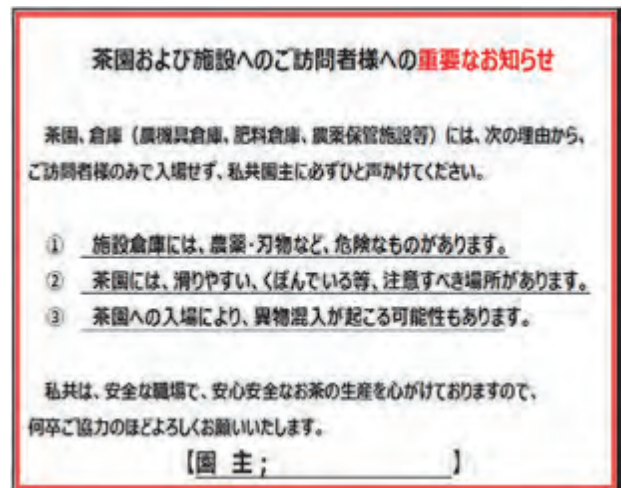 茶園および施設へのご訪問者様への重要なお知らせ
茶園、倉庫（農機具倉庫、肥料倉庫、農薬保管施設等）には、次の理由から、
ご訪問者様のみで入場せず、私共園主に必ずひと声かけてください。
① 施設倉庫には、農薬・刃物など、危険なものがあります。
② 茶園には、滑りやすい、くぼんでいる等、注意すべき場所があります。
③ 茶園への入場により、異物混入が起こる可能性もあります。
私共は、安全な職場で、安心安全なお茶の生産を心がけておりますので、
何卒ご協力のほどよろしくお願いいたします。
【園 主； 】